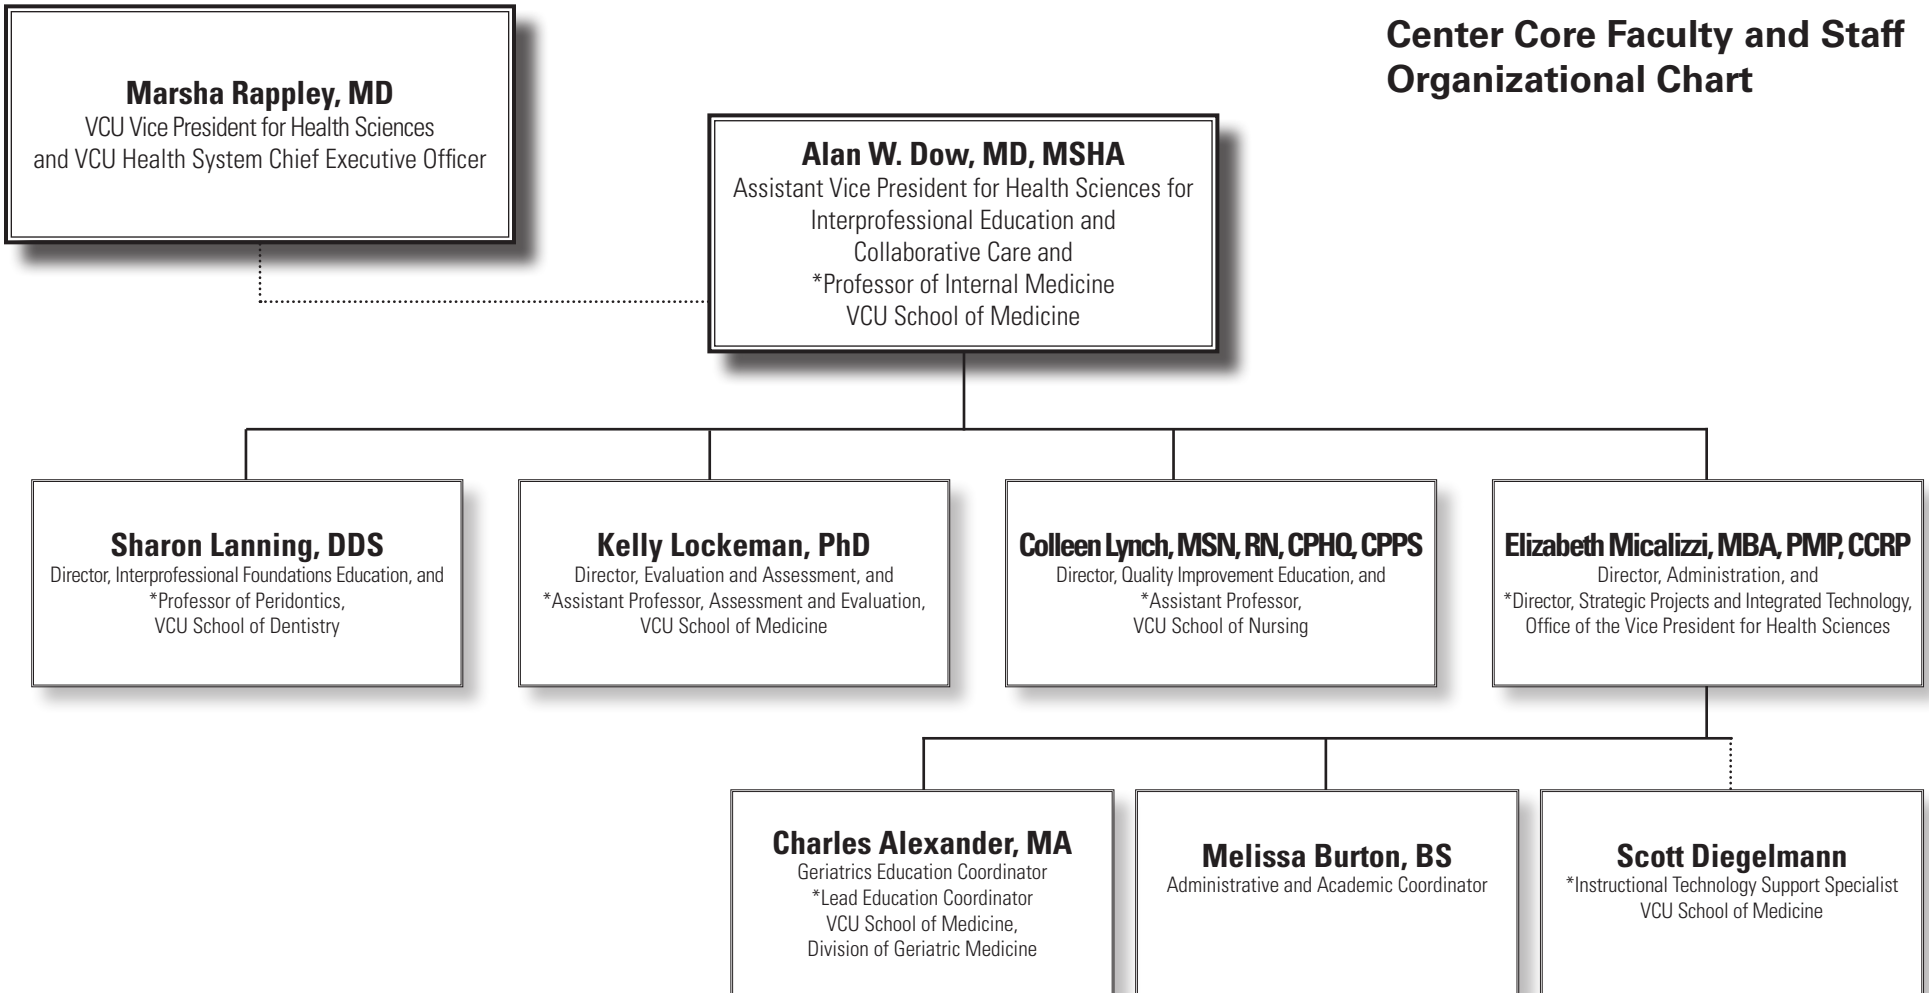 Center Core Faculty and Staff
Organizational Chart
Marsha Rappley, MD
VCU Vice President for Health Sciences
and VCU Health System Chief Executive Officer
Alan W. Dow, MD, MSHA
Assistant Vice President for Health Sciences for
Interprofessional Education and
Collaborative Care and
*Professor of Internal Medicine
VCU School of Medicine
Sharon Lanning, DDS
Director, Interprofessional Foundations Education, and
*Professor of Peridontics,
VCU School of Dentistry
Kelly Lockeman, PhD
Director, Evaluation and Assessment, and
*Assistant Professor, Assessment and Evaluation,
VCU School of Medicine
Colleen Lynch, MSN, RN, CPHQ, CPPS
Director, Quality Improvement Education, and
*Assistant Professor,
VCU School of Nursing
Elizabeth Micalizzi, MBA, PMP, CCRP
Director, Administration, and
*Director, Strategic Projects and Integrated Technology,
Office of the Vice President for Health Sciences
Charles Alexander, MA
Geriatrics Education Coordinator
*Lead Education Coordinator
VCU School of Medicine,
Division of Geriatric Medicine
Melissa Burton, BS
Administrative and Academic Coordinator
Scott Diegelmann
*Instructional Technology Support Specialist
VCU School of Medicine